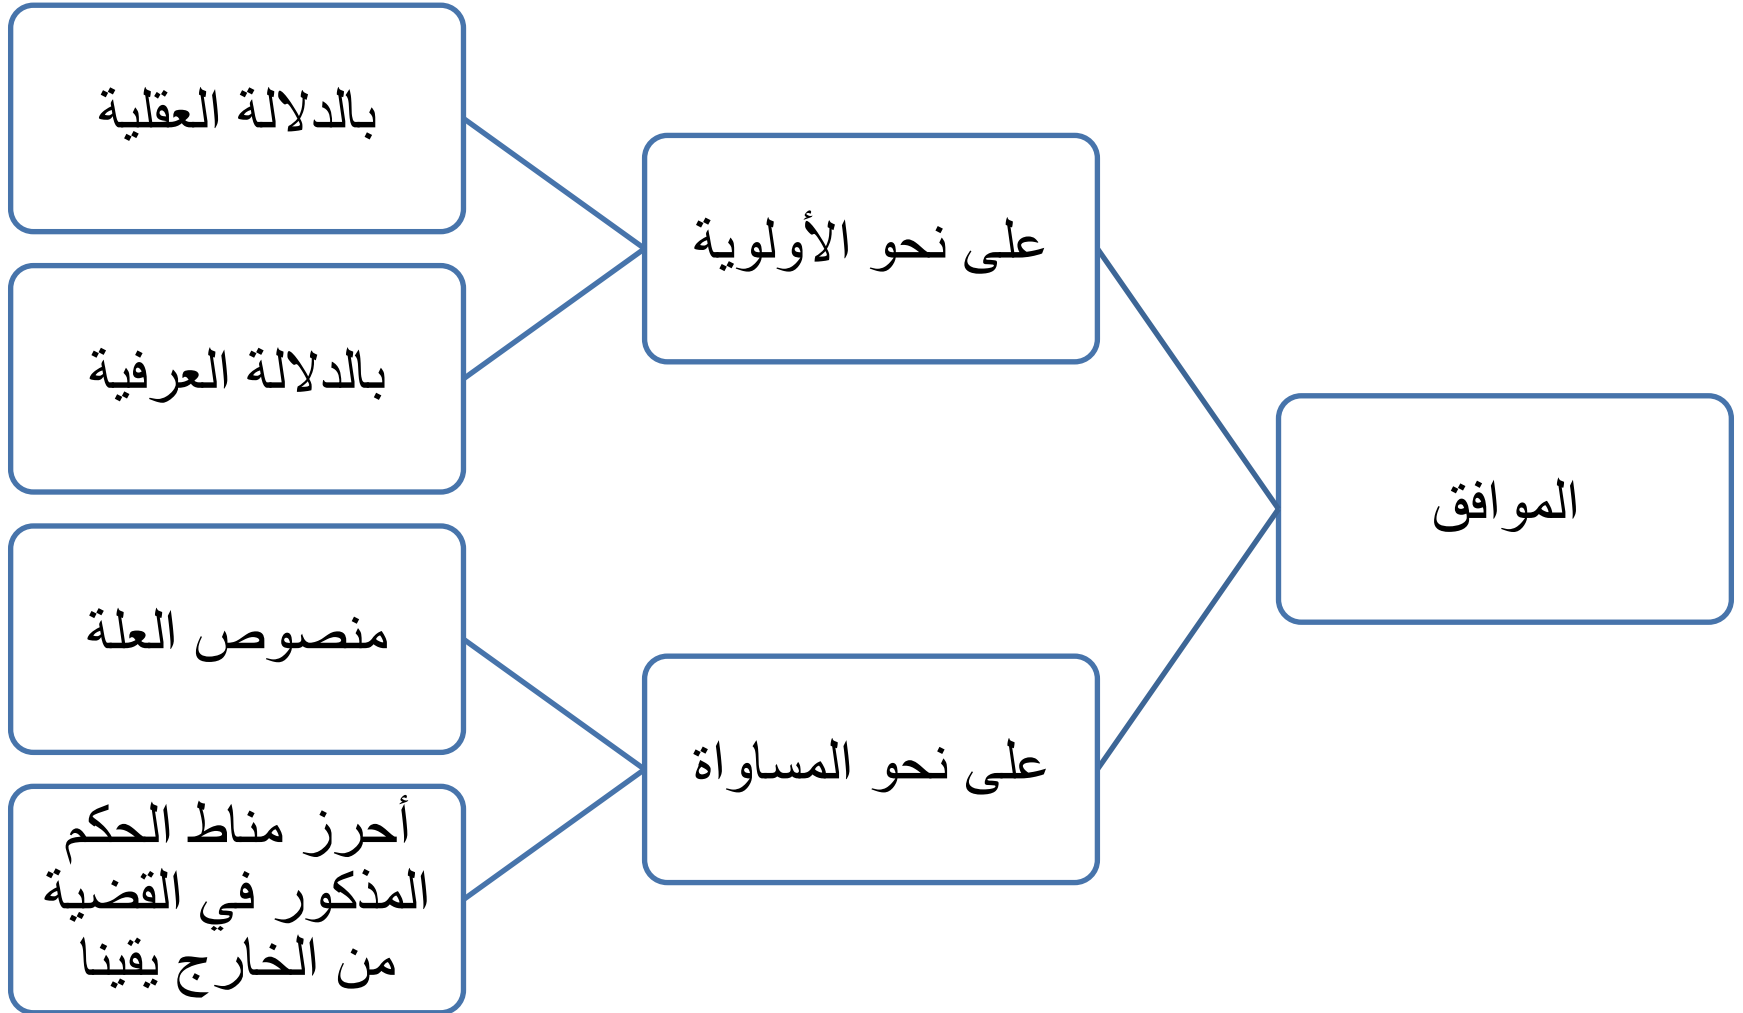 الموافق
على نحو الأولوية
بالدلالة العقلية
بالدلالة العرفية
على نحو المساواة
منصوص العلة
أحرز مناط الحكم
المذكور في القضية
من الخارج يقينا